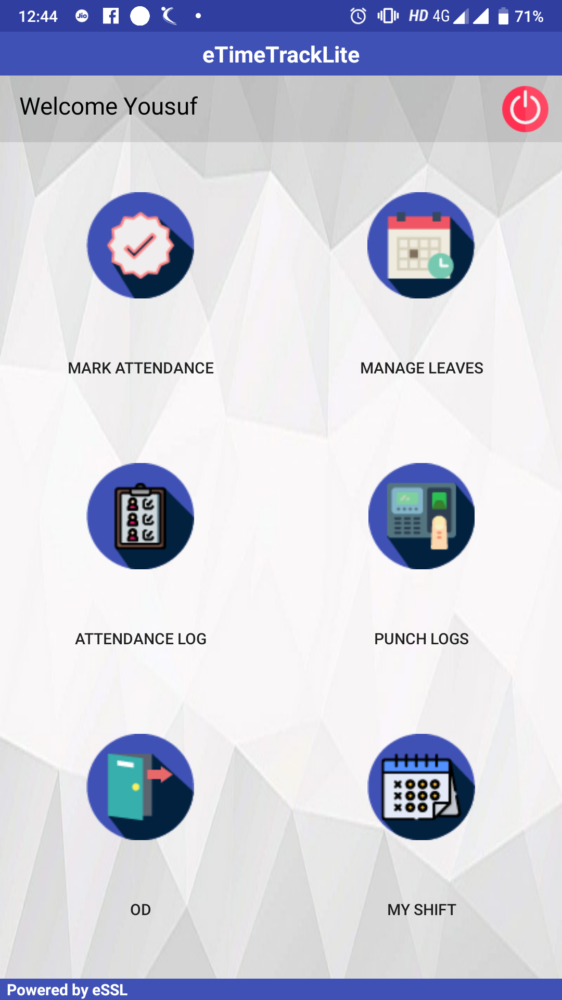 12:44 Jio HD 4G 71%
eTimeTrackLite
Welcome Yousuf
MARK ATTENDANCE MANAGE LEAVES
ATTENDANCE LOG PUNCH LOGS
OD MY SHIFT
Powered by eSSL